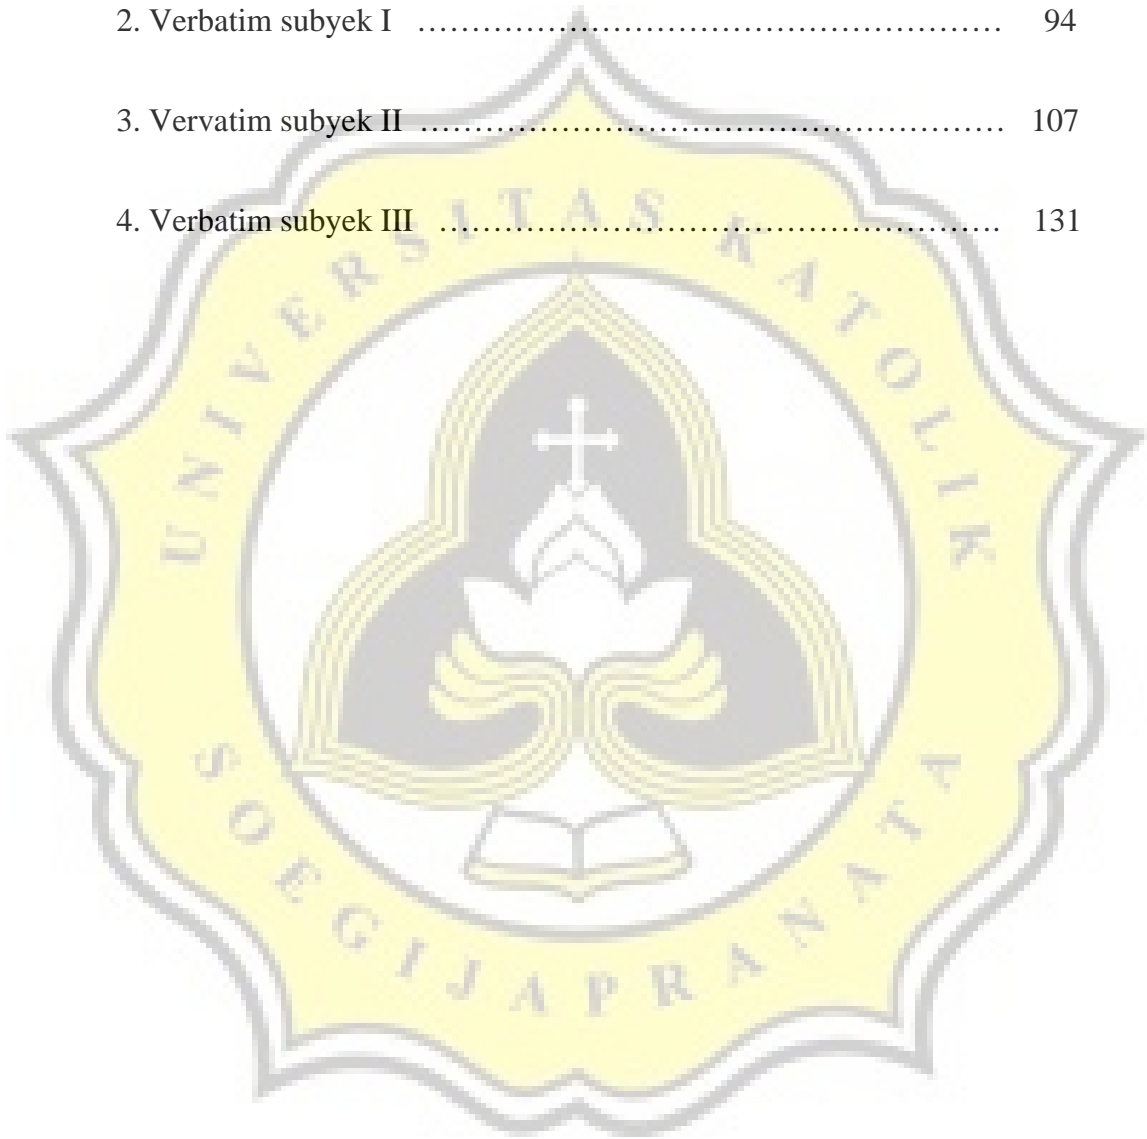 2. Verbatim subyek I ………………………………………………… 94
3. Vervatim subyek II ………………………………………………… 107
4. Verbatim subyek III ……………………………………………… 131
UNIVERSITAS KATOLIK
SOEGIJAPRANATA